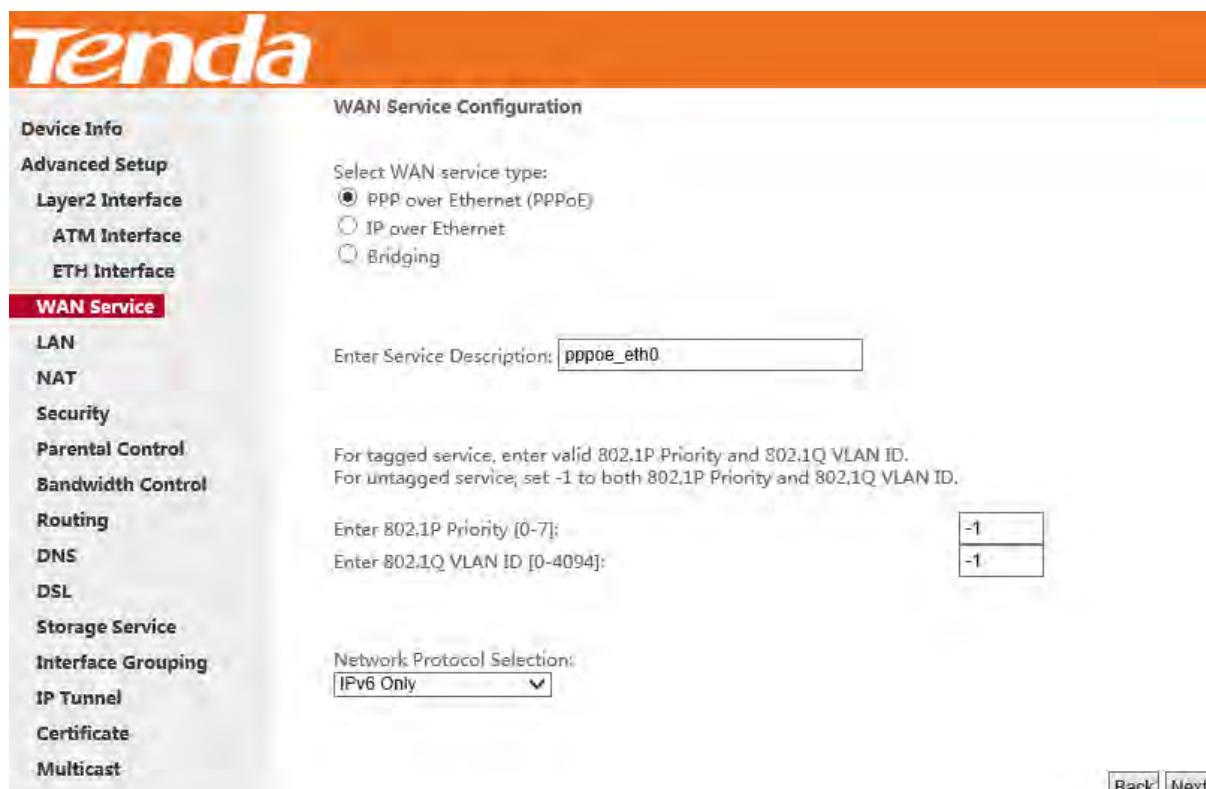 Tenda
WAN Service Configuration
Device Info
Advanced Setup
Layer2 Interface
ATM Interface
ETH Interface
WAN Service
LAN
NAT
Security
Parental Control
Bandwidth Control
Routing
DNS
DSL
Storage Service
Interface Grouping
IP Tunnel
Certificate
Multicast
Select WAN service type:
PPP over Ethernet (PPPoE)
IP over Ethernet
Bridging
Enter Service Description: pppoe_eth0
For tagged service, enter valid 802.1P Priority and 802.1Q VLAN ID.
For untagged service, set -1 to both 802.1P Priority and 802.1Q VLAN ID.
Enter 802.1P Priority [0-7]: -1
Enter 802.1Q VLAN ID [0-4094]: -1
Network Protocol Selection:
IPv6 Only
Back Next